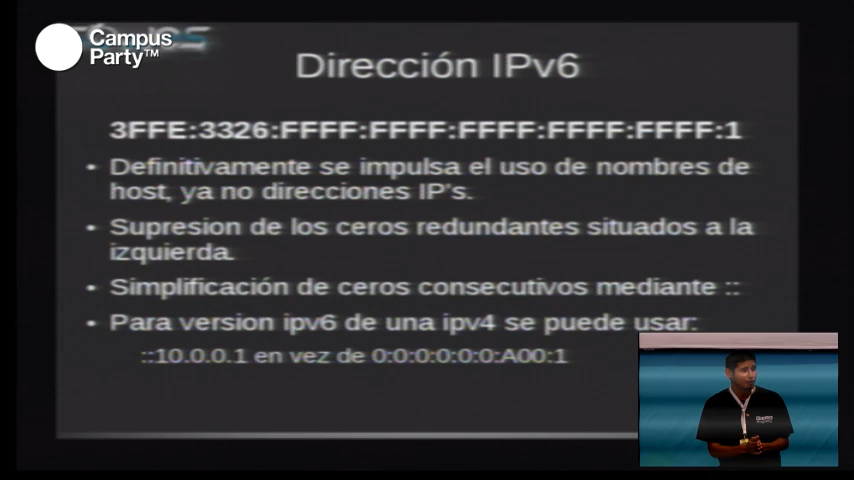 Campus
Party™
Dirección IPv6
3FFE:3326:FFFF:FFFF:FFFF:FFFF:FFFF:1
• Definitivamente se impulsa el uso de nombres de
host, ya no direcciones IP's.
• Supresion de los ceros redundantes situados a la
izquierda.
• Simplificación de ceros consecutivos mediante ::
• Para version ipv6 de una ipv4 se puede usar:
::10.0.0.1 en vez de 0:0:0:0:0:0:A00:1